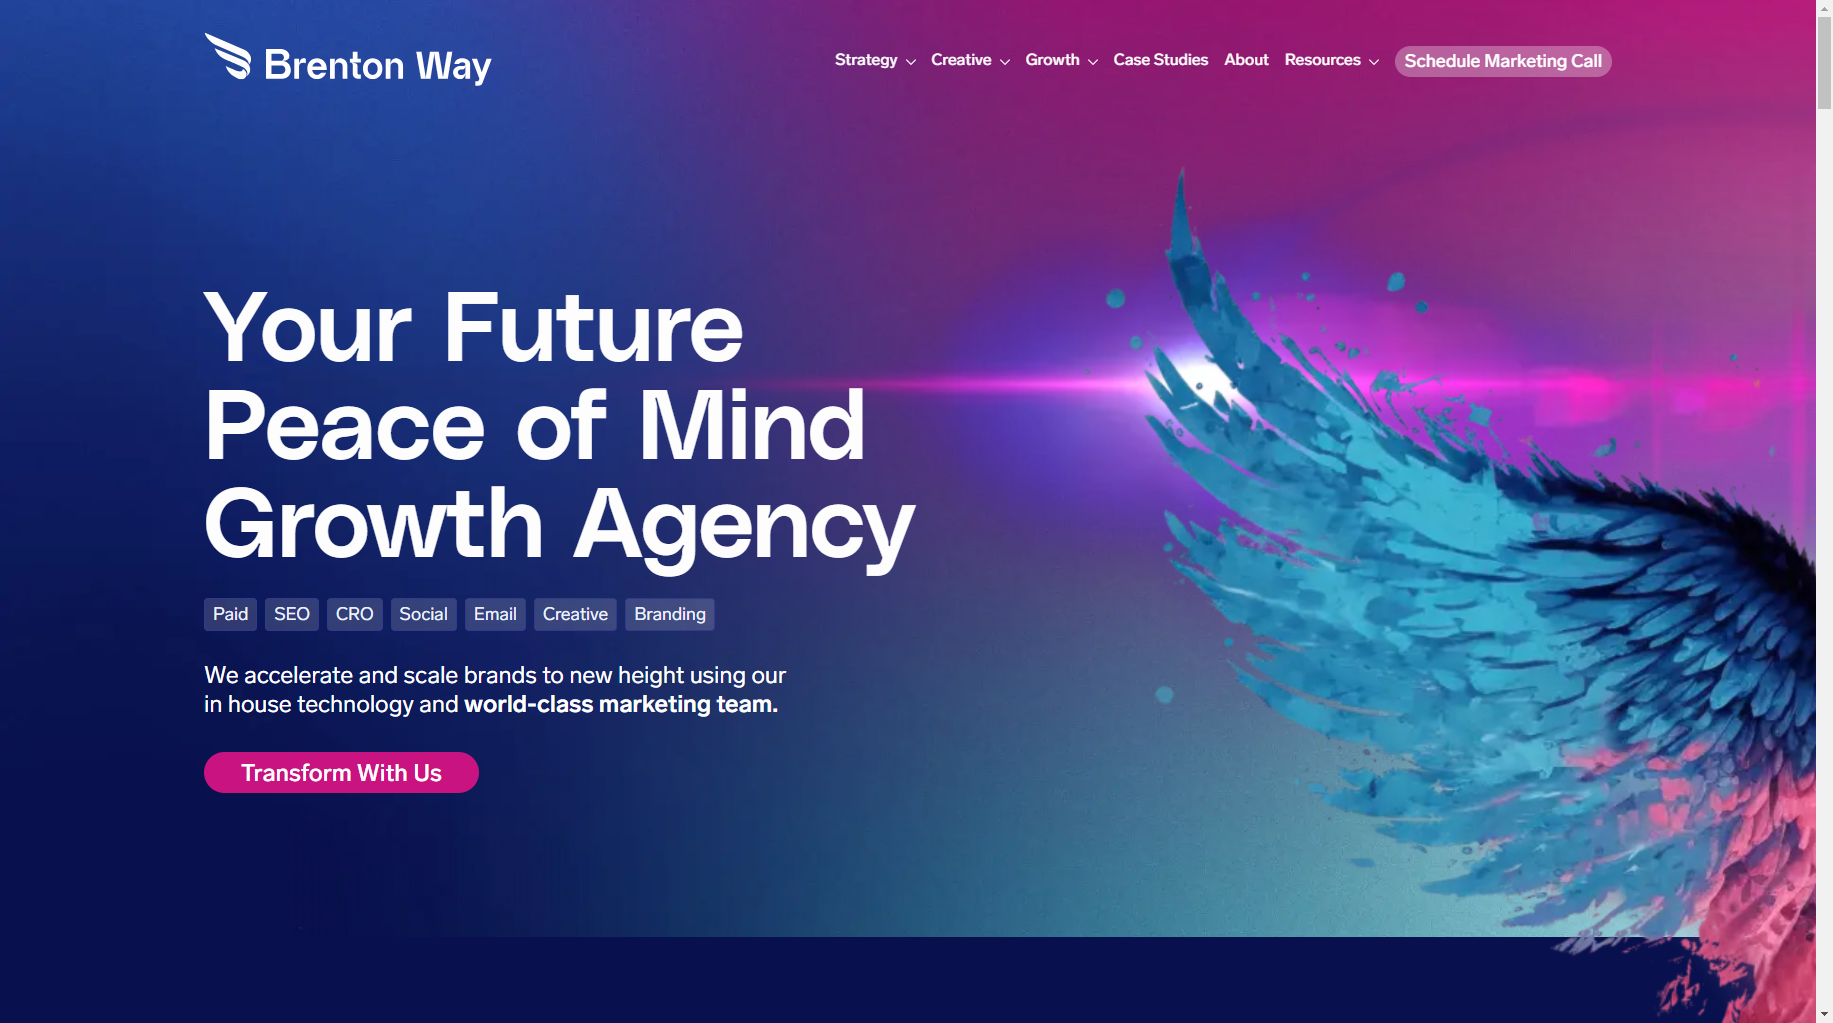 Brenton Way
Strategy Creative Growth Case Studies About Resources Schedule Marketing Call
Your Future
Peace of Mind
Growth Agency
Paid SEO CRO Social Email Creative Branding
We accelerate and scale brands to new height using our
in house technology and world-class marketing team.
Transform With Us